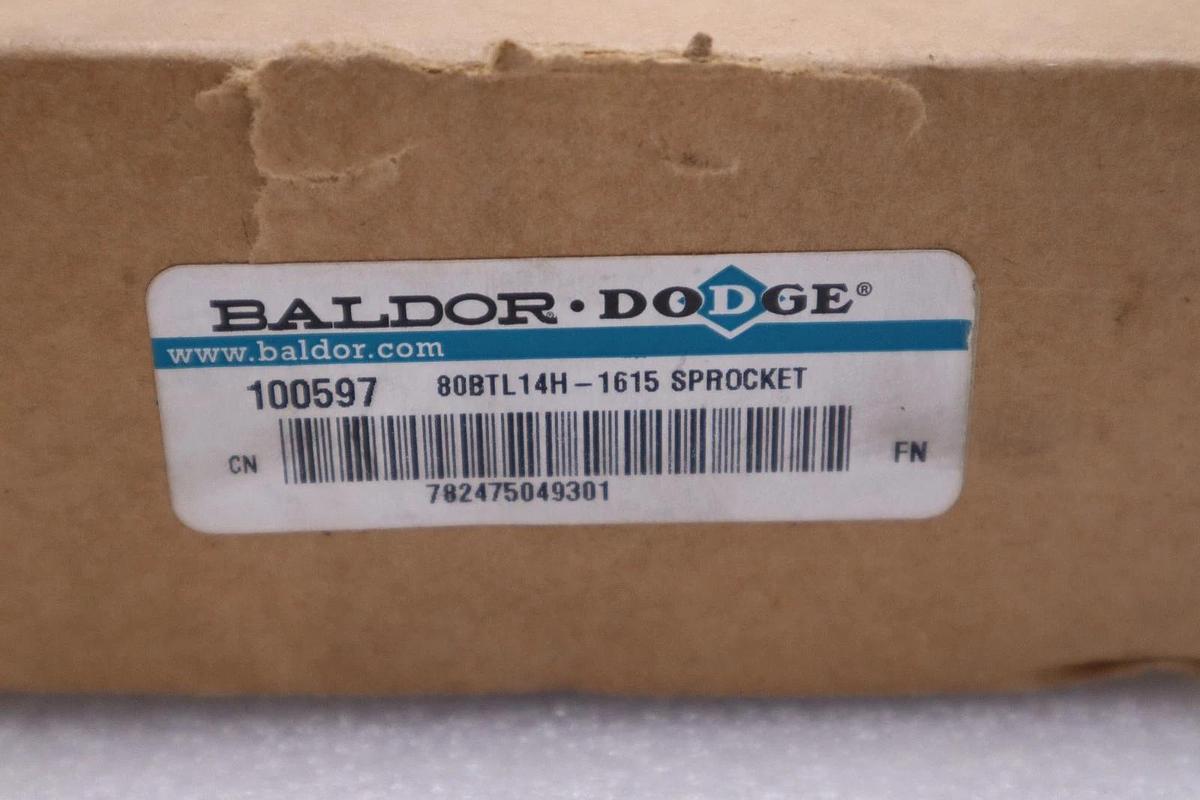 BALDOR · DODGE®
www.baldor.com
100597 80BTL14H-1615 SPROCKET
CN FN
782475049301